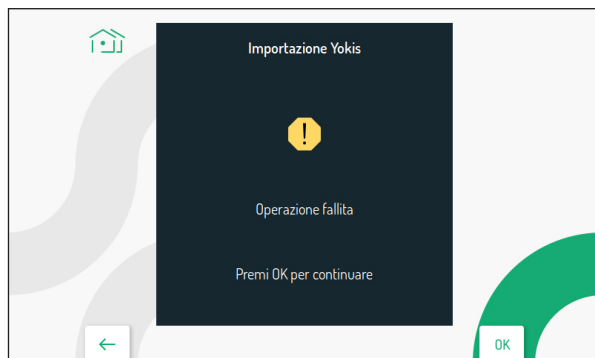 Importazione Yokis
Operazione fallita
Premi OK per continuare
OK